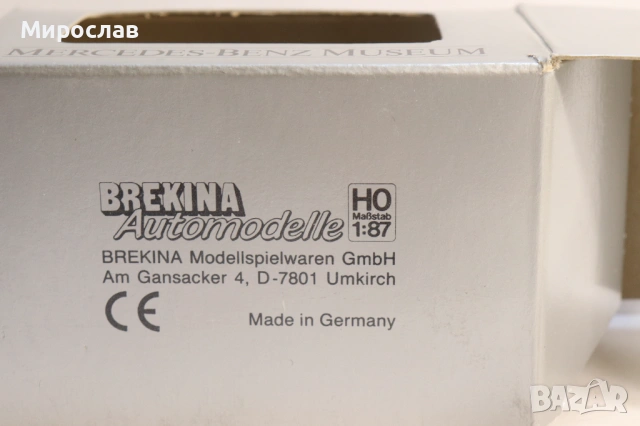 Мирослав
MERCEDES-BENZ MUSEUM
BREKINA
Automodelle
HO
Maßstab
1:87
BREKINA Modellspielwaren GmbH
Am Gansacker 4, D-7801 Umkirch
CE
Made in Germany
BAZAR